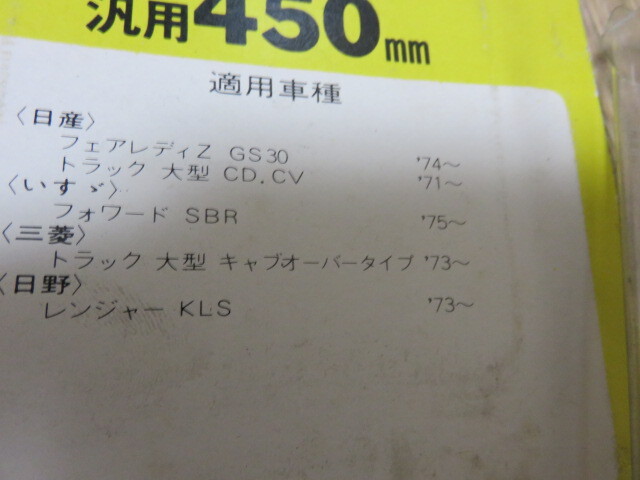 汎用450mm
適用車種
〈日産〉
フェアレディZ GS30 '74〜
トラック 大型 CD,CV '71〜
〈いすゞ〉
フォワード SBR '75〜
〈三菱〉
トラック 大型 キャブオーバータイプ '73〜
〈日野〉
レンジャー KLS '73〜